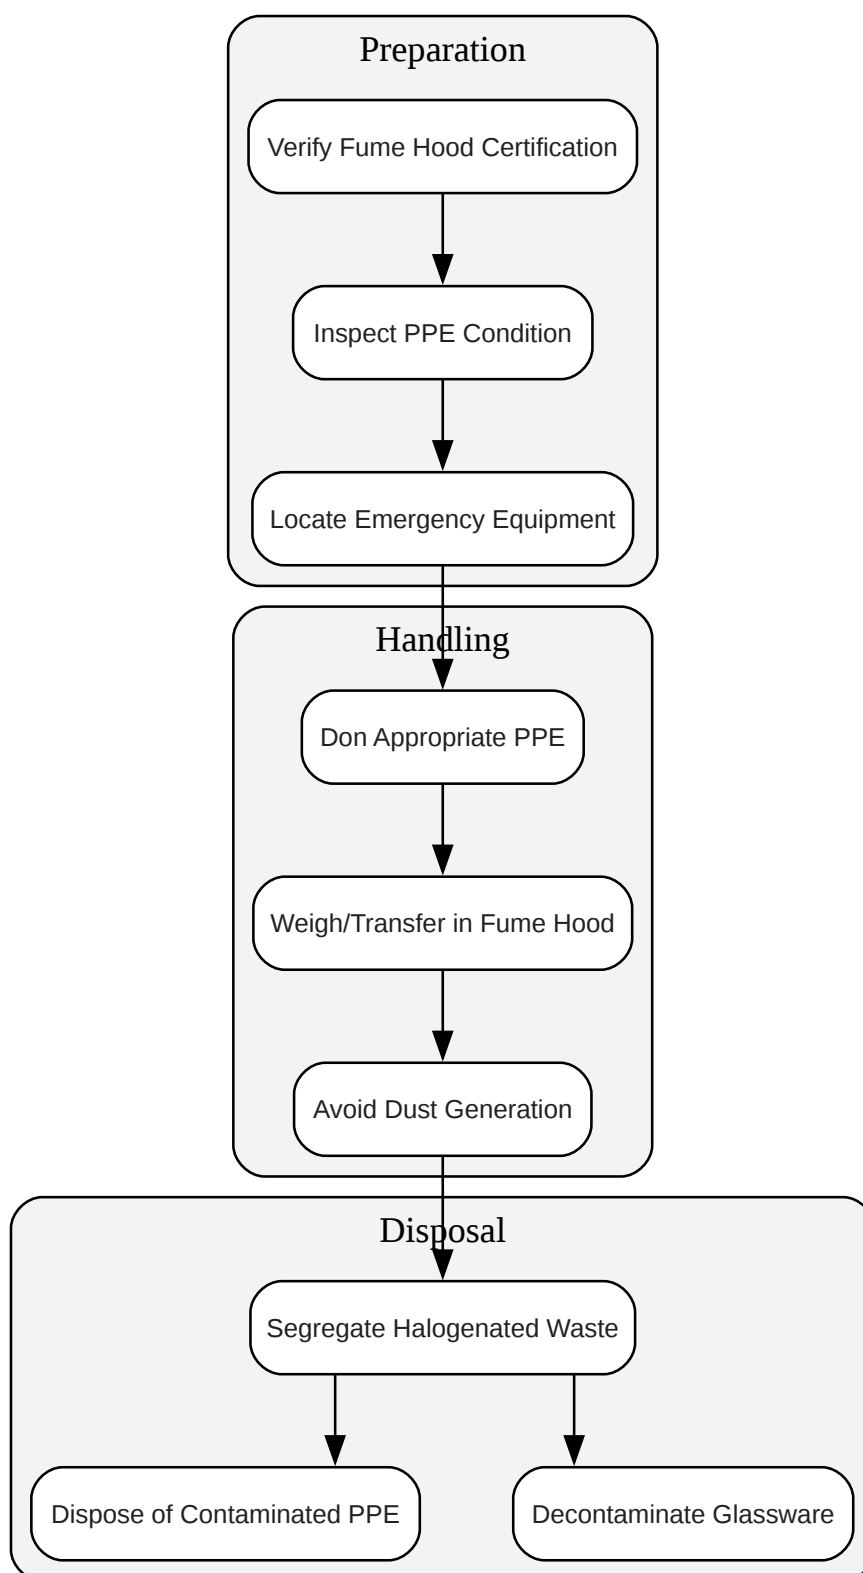 Preparation
Verify Fume Hood Certification
Inspect PPE Condition
Locate Emergency Equipment
Handling
Don Appropriate PPE
Weigh/Transfer in Fume Hood
Avoid Dust Generation
Disposal
Segregate Halogenated Waste
Dispose of Contaminated PPE
Decontaminate Glassware